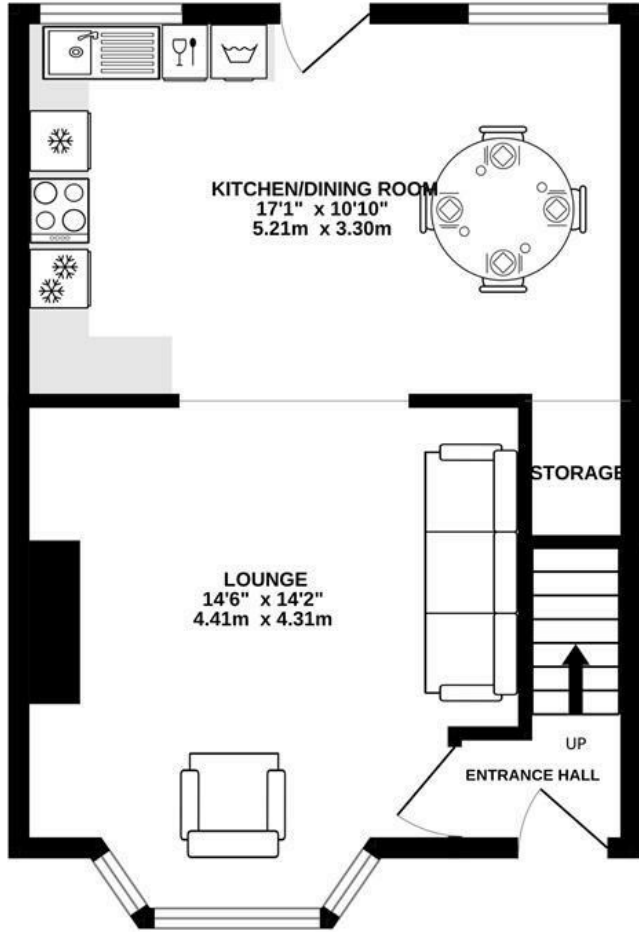 KITCHEN/DINING ROOM
17'1" x 10'10"
5.21m x 3.30m
STORAGE
LOUNGE
14'6" x 14'2"
4.41m x 4.31m
UP
ENTRANCE HALL